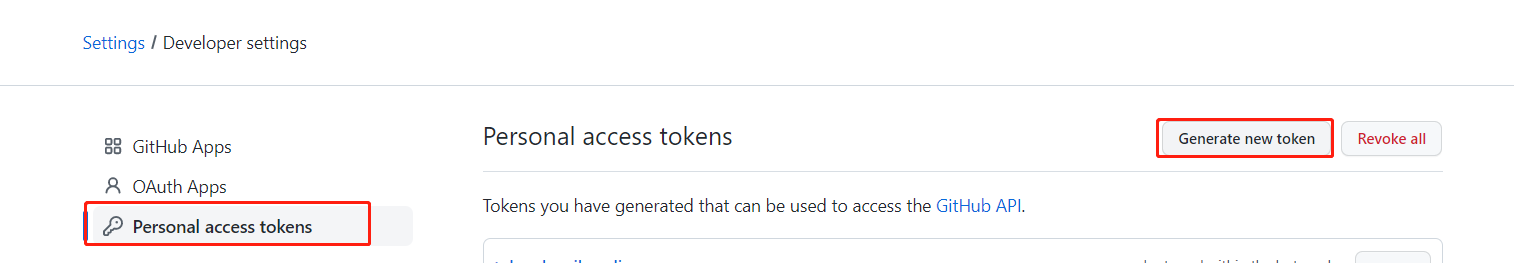 Settings / Developer settings
GitHub Apps
OAuth Apps
Personal access tokens
Personal access tokens
Generate new token
Revoke all
Tokens you have generated that can be used to access the GitHub API.